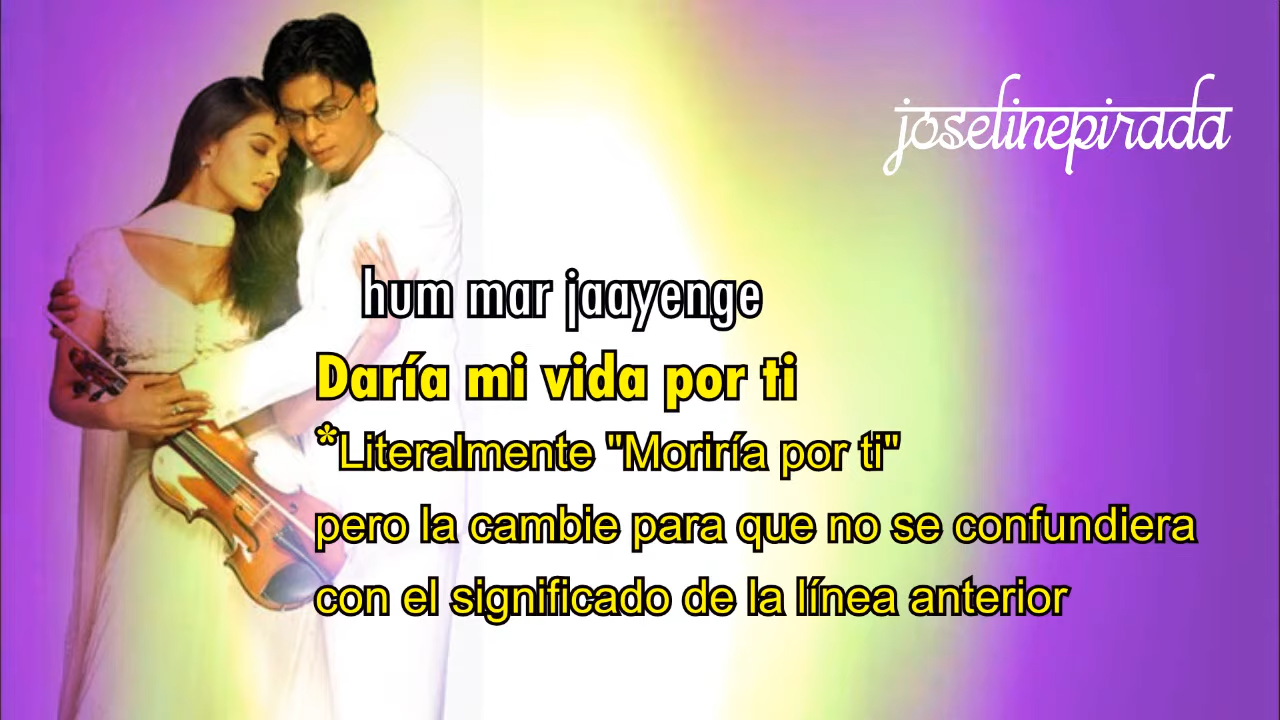 joselinepirada
hum mar jaayenge
Daría mi vida por ti
*Literalmente "Moriría por ti"
pero la cambie para que no se confundiera
con el significado de la línea anterior